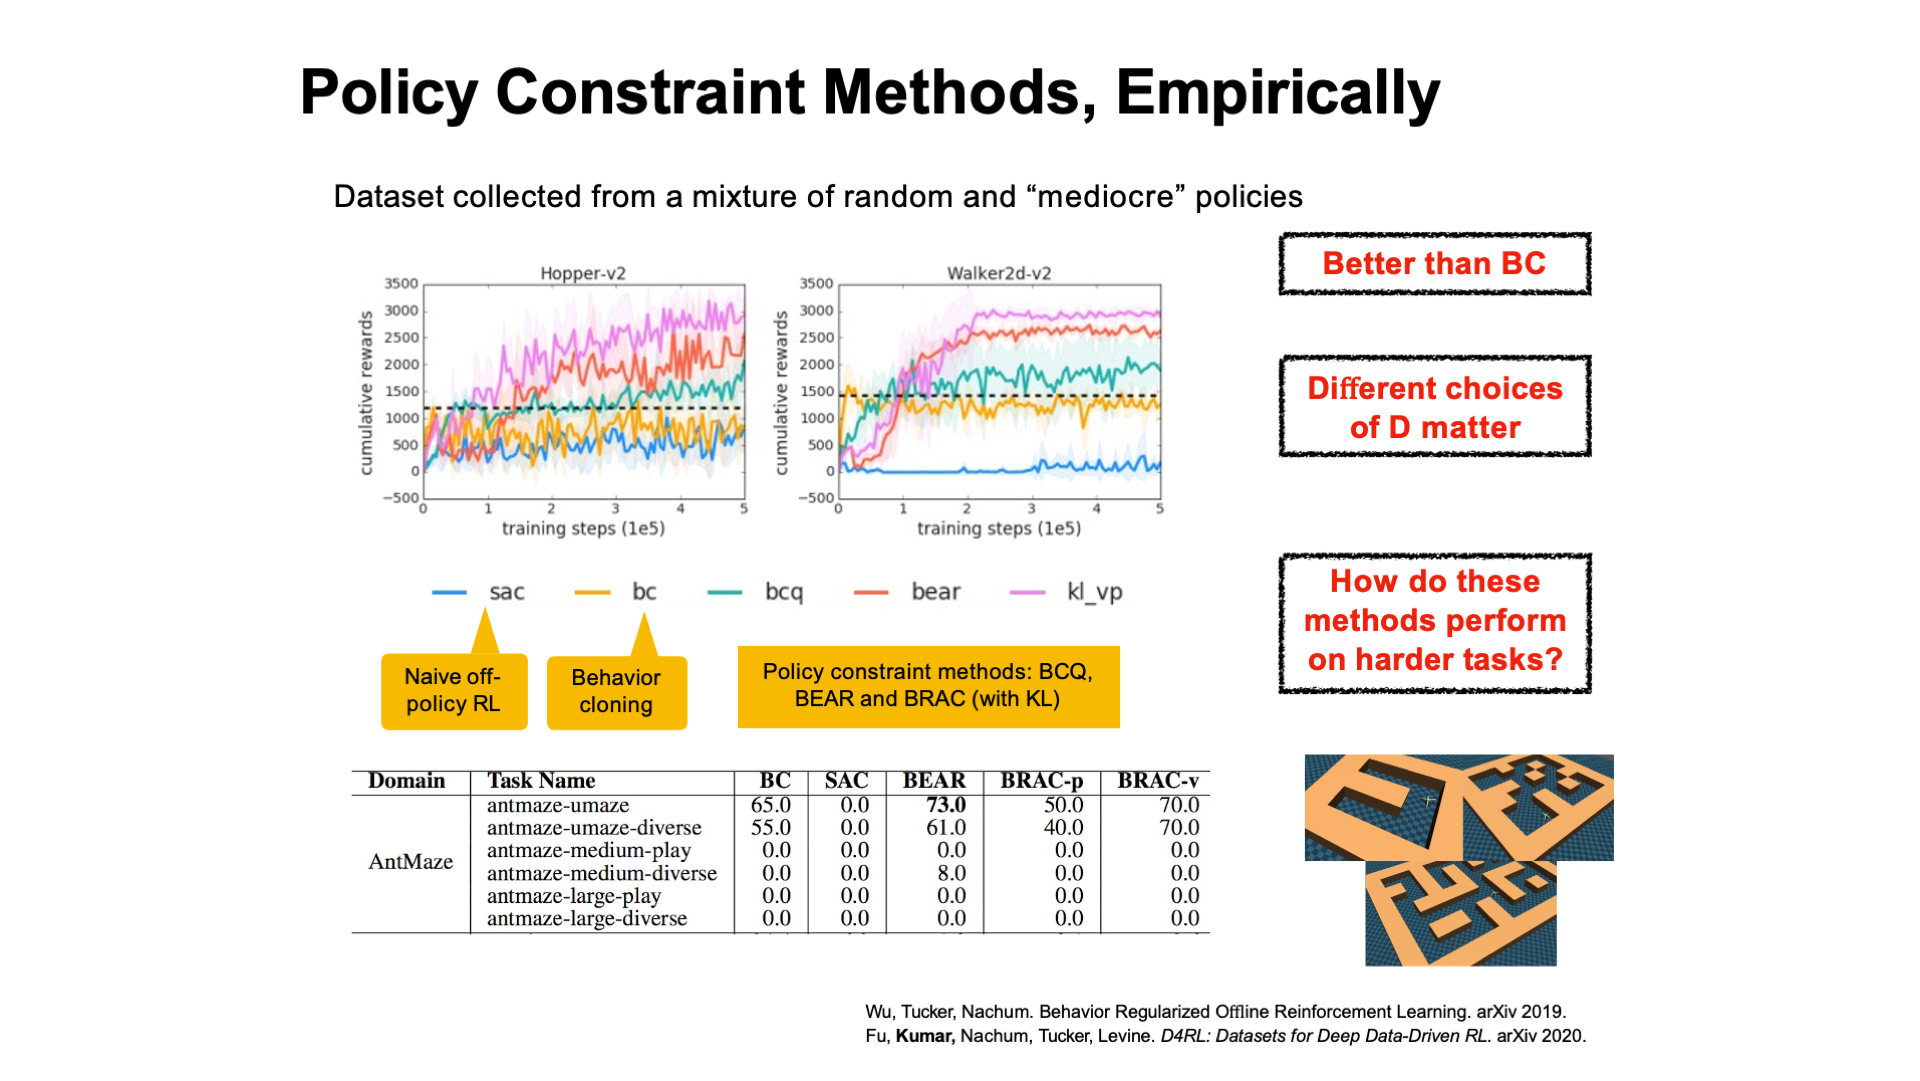 Policy Constraint Methods, Empirically
Dataset collected from a mixture of random and “mediocre” policies
Hopper-v2
3500
3000
2500
2000
1500
1000
500
0
−500
cumulative rewards
0 1 2 3 4 5
training steps (1e5)
Walker2d-v2
3500
3000
2500
2000
1500
1000
500
0
−500
cumulative rewards
0 1 2 3 4 5
training steps (1e5)
sac bc bcq bear kl_vp
Naive off-
policy RL
Behavior
cloning
Policy constraint methods: BCQ,
BEAR and BRAC (with KL)
Better than BC
Different choices
of D matter
How do these
methods perform
on harder tasks?
Domain Task Name BC SAC BEAR BRAC-p BRAC-v
antmaze-umaze 65.0 0.0 73.0 50.0 70.0
antmaze-umaze-diverse 55.0 0.0 61.0 40.0 70.0
antmaze-medium-play 0.0 0.0 0.0 0.0 0.0
AntMaze
antmaze-medium-diverse 0.0 0.0 8.0 0.0 0.0
antmaze-large-play 0.0 0.0 0.0 0.0 0.0
antmaze-large-diverse 0.0 0.0 0.0 0.0 0.0
Wu, Tucker, Nachum. Behavior Regularized Offline Reinforcement Learning. arXiv 2019.
Fu, Kumar, Nachum, Tucker, Levine. D4RL: Datasets for Deep Data-Driven RL. arXiv 2020.